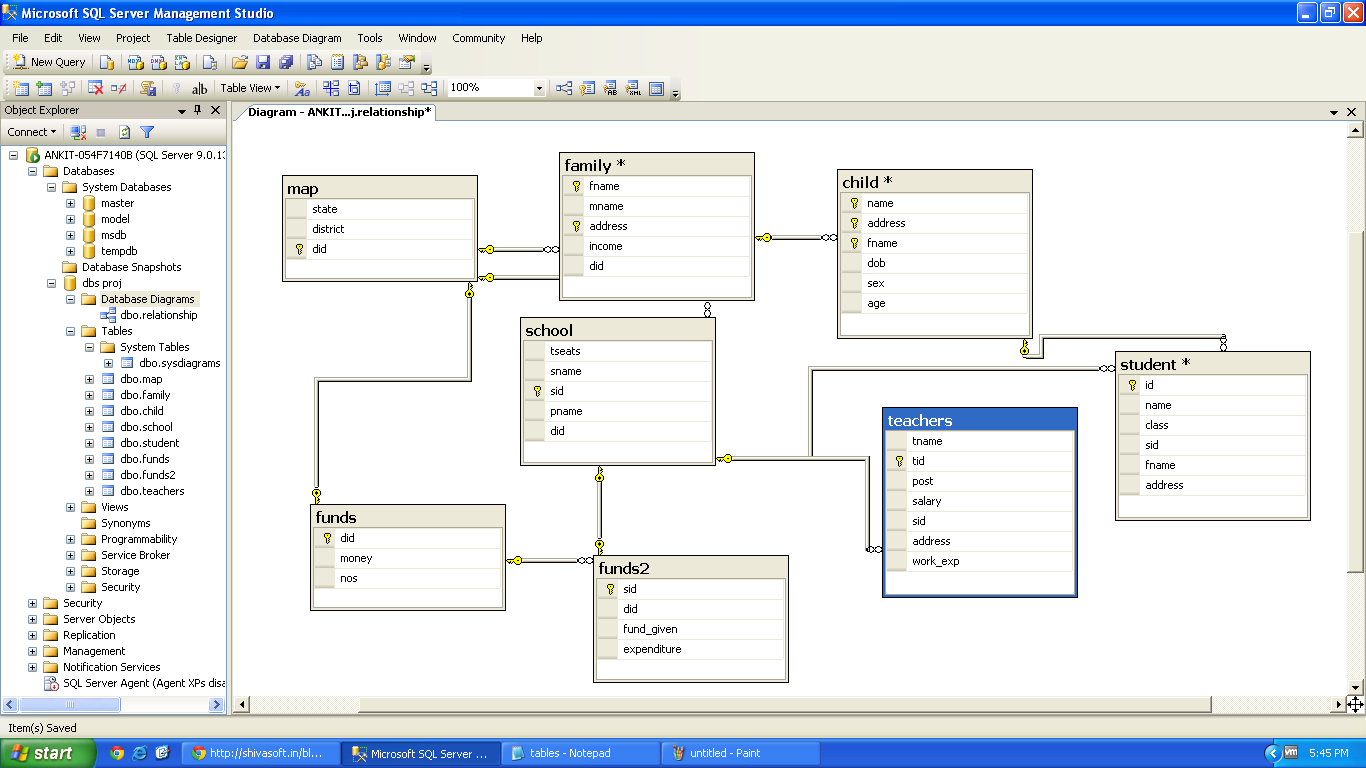 Microsoft SQL Server Management Studio
File Edit View Project Table Designer Database Diagram Tools Window Community Help
New Query
ab Table View 100%
Object Explorer
Connect
ANKIT-054F7140B (SQL Server 9.0.13
Databases
System Databases
master
model
msdb
tempdb
Database Snapshots
dbs proj
Database Diagrams
dbo.relationship
Tables
System Tables
dbo.sysdiagrams
dbo.map
dbo.family
dbo.child
dbo.school
dbo.student
dbo.funds
dbo.funds2
dbo.teachers
Views
Synonyms
Programmability
Service Broker
Storage
Security
Security
Server Objects
Replication
Management
Notification Services
SQL Server Agent (Agent XPs disa
Diagram - ANKIT...j.relationship*
map
state
district
did
family *
fname
mname
address
income
did
child *
name
address
fname
dob
sex
age
school
tseats
sname
sid
pname
did
student *
id
name
class
sid
fname
address
teachers
tname
tid
post
salary
sid
address
work_exp
funds
did
money
nos
funds2
sid
did
fund_given
expenditure
Item(s) Saved
start
http://shivasoft.in/bl...
Microsoft SQL Server ...
tables - Notepad
untitled - Paint
vm
5:45 PM